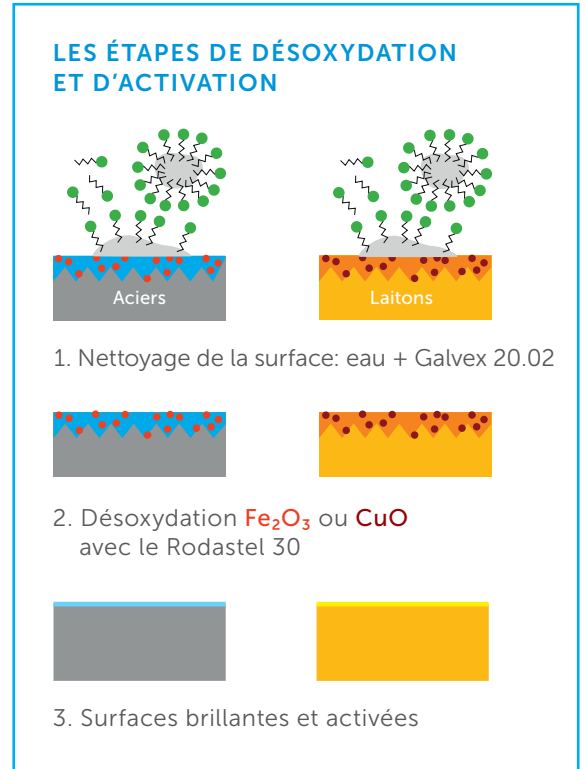 LES ÉTAPES DE DÉSOXYDATION
ET D'ACTIVATION
Aciers
Laitons
1. Nettoyage de la surface: eau + Galvex 20.02
2. Désoxydation Fe₂O₃ ou CuO
avec le Rodastel 30
3. Surfaces brillantes et activées